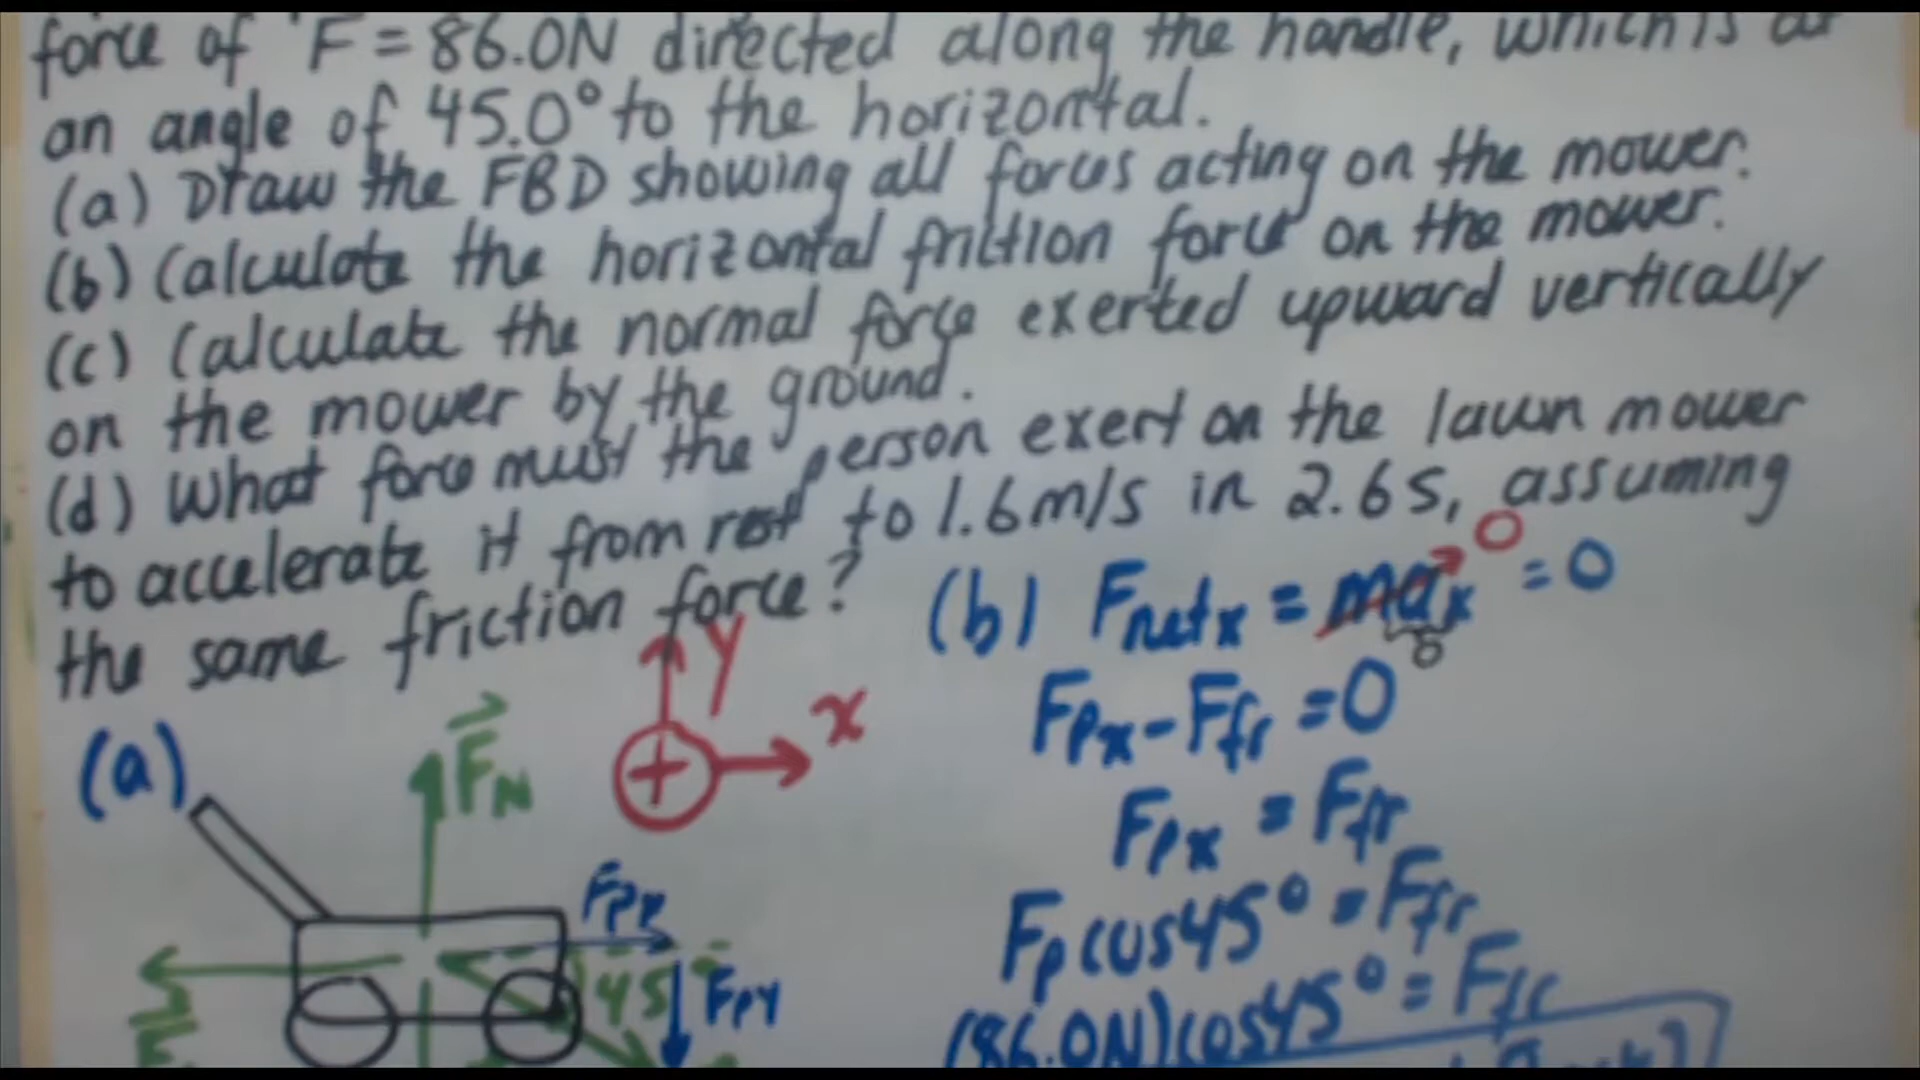 force of F = 86.0N directed along the handle, which is at
an angle of 45.0° to the horizontal.
(a) Draw the FBD showing all forces acting on the mower.
(b) Calculate the horizontal friction force on the mower.
(c) Calculate the normal force exerted upward vertically
on the mower by the ground.
(d) What force must the person exert on the lawn mower
to accelerate it from rest to 1.6m/s in 2.6s, assuming
the same friction force?
(b) Fnetx = max 0 = 0
Fpx - Ffr = 0
Fpx = Ffr
Fp cos45° = Ffr
(86.0N)cos45° = Ffr
(a)
FN
y
x
+
Fpx
45
Fpy